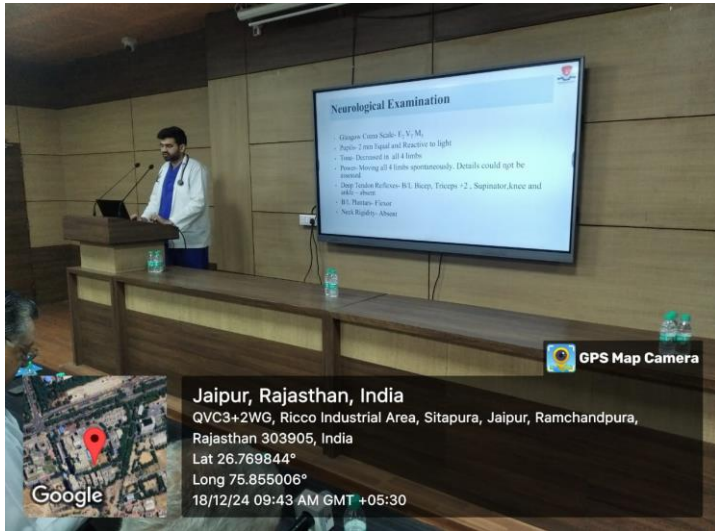 Neurological Examination
Glasgow Coma Scale- E
Pupils- 2 mm Equal and Reactive to light
Tone- Decreased in all 4 limbs
Power- Moving all 4 limbs spontaneously. Details could not be
assessed
Deep Tendon Reflexes- B/L Bicep, Triceps +2 , Supinator,knee and
ankle - absent
B/L Plantars- Flexor
Neck Rigidity- Absent
GPS Map Camera
Jaipur, Rajasthan, India
QVC3+2WG, Ricco Industrial Area, Sitapura, Jaipur, Ramchandpura,
Rajasthan 303905, India
Lat 26.769844°
Long 75.855006°
18/12/24 09:43 AM GMT +05:30
Google